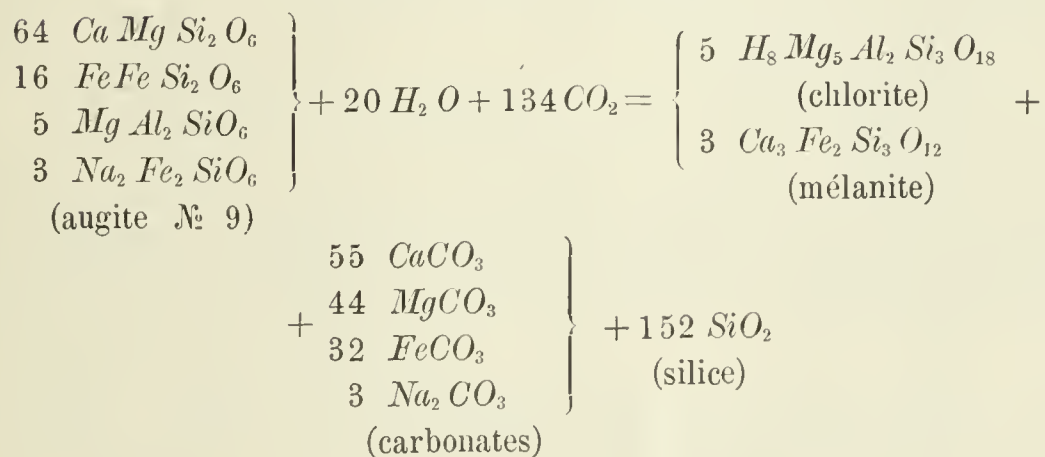 64 Ca Mg Si₂ O₆
16 FeFe Si₂ O₆
5 Mg Al₂ SiO₆
3 Na₂ Fe₂ SiO₆
(augite № 9)
+ 20 H₂ O + 134 CO₂ =
5 H₈ Mg₅ Al₂ Si₃ O₁₈
(chlorite)
3 Ca₃ Fe₂ Si₃ O₁₂
(mélanite)
+
+
55 CaCO₃
44 MgCO₃
32 FeCO₃
3 Na₂ CO₃
(carbonates)
+ 152 SiO₂
(silice)